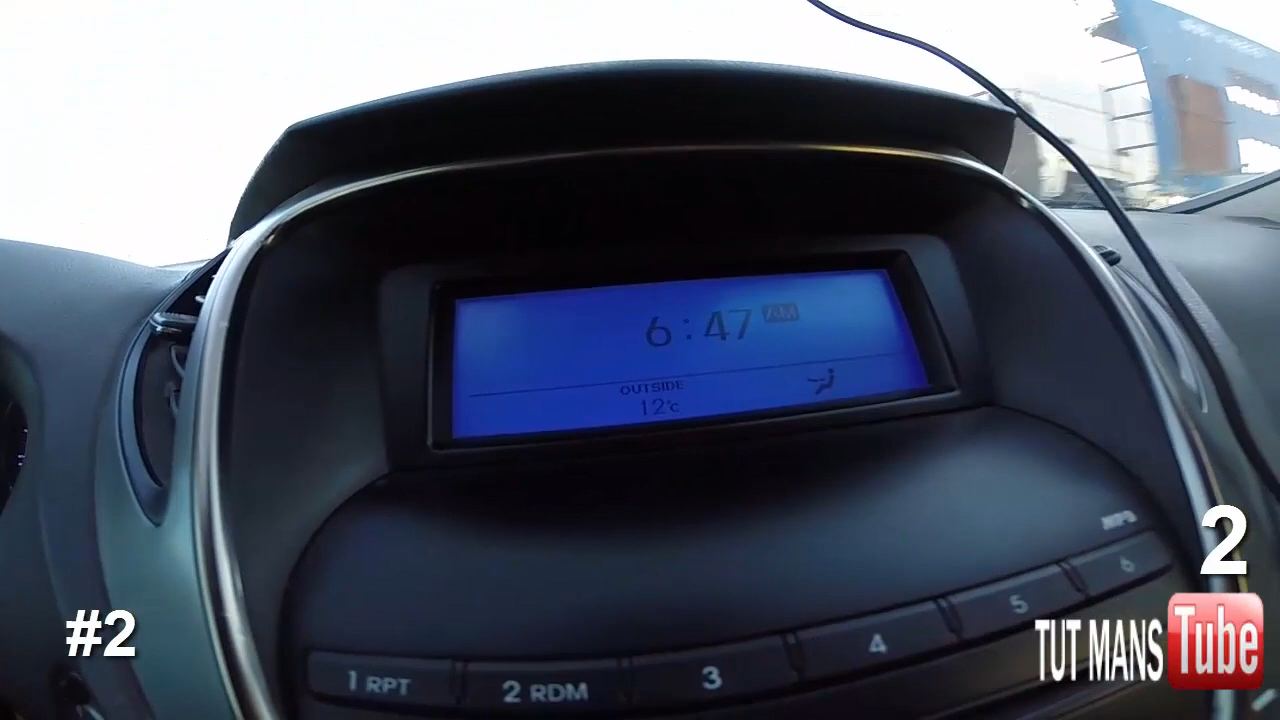 6:47 AM
OUTSIDE
12°c
MP3
1 RPT
2 RDM
3
4
5
6
#2
2
TUT MANS Tube